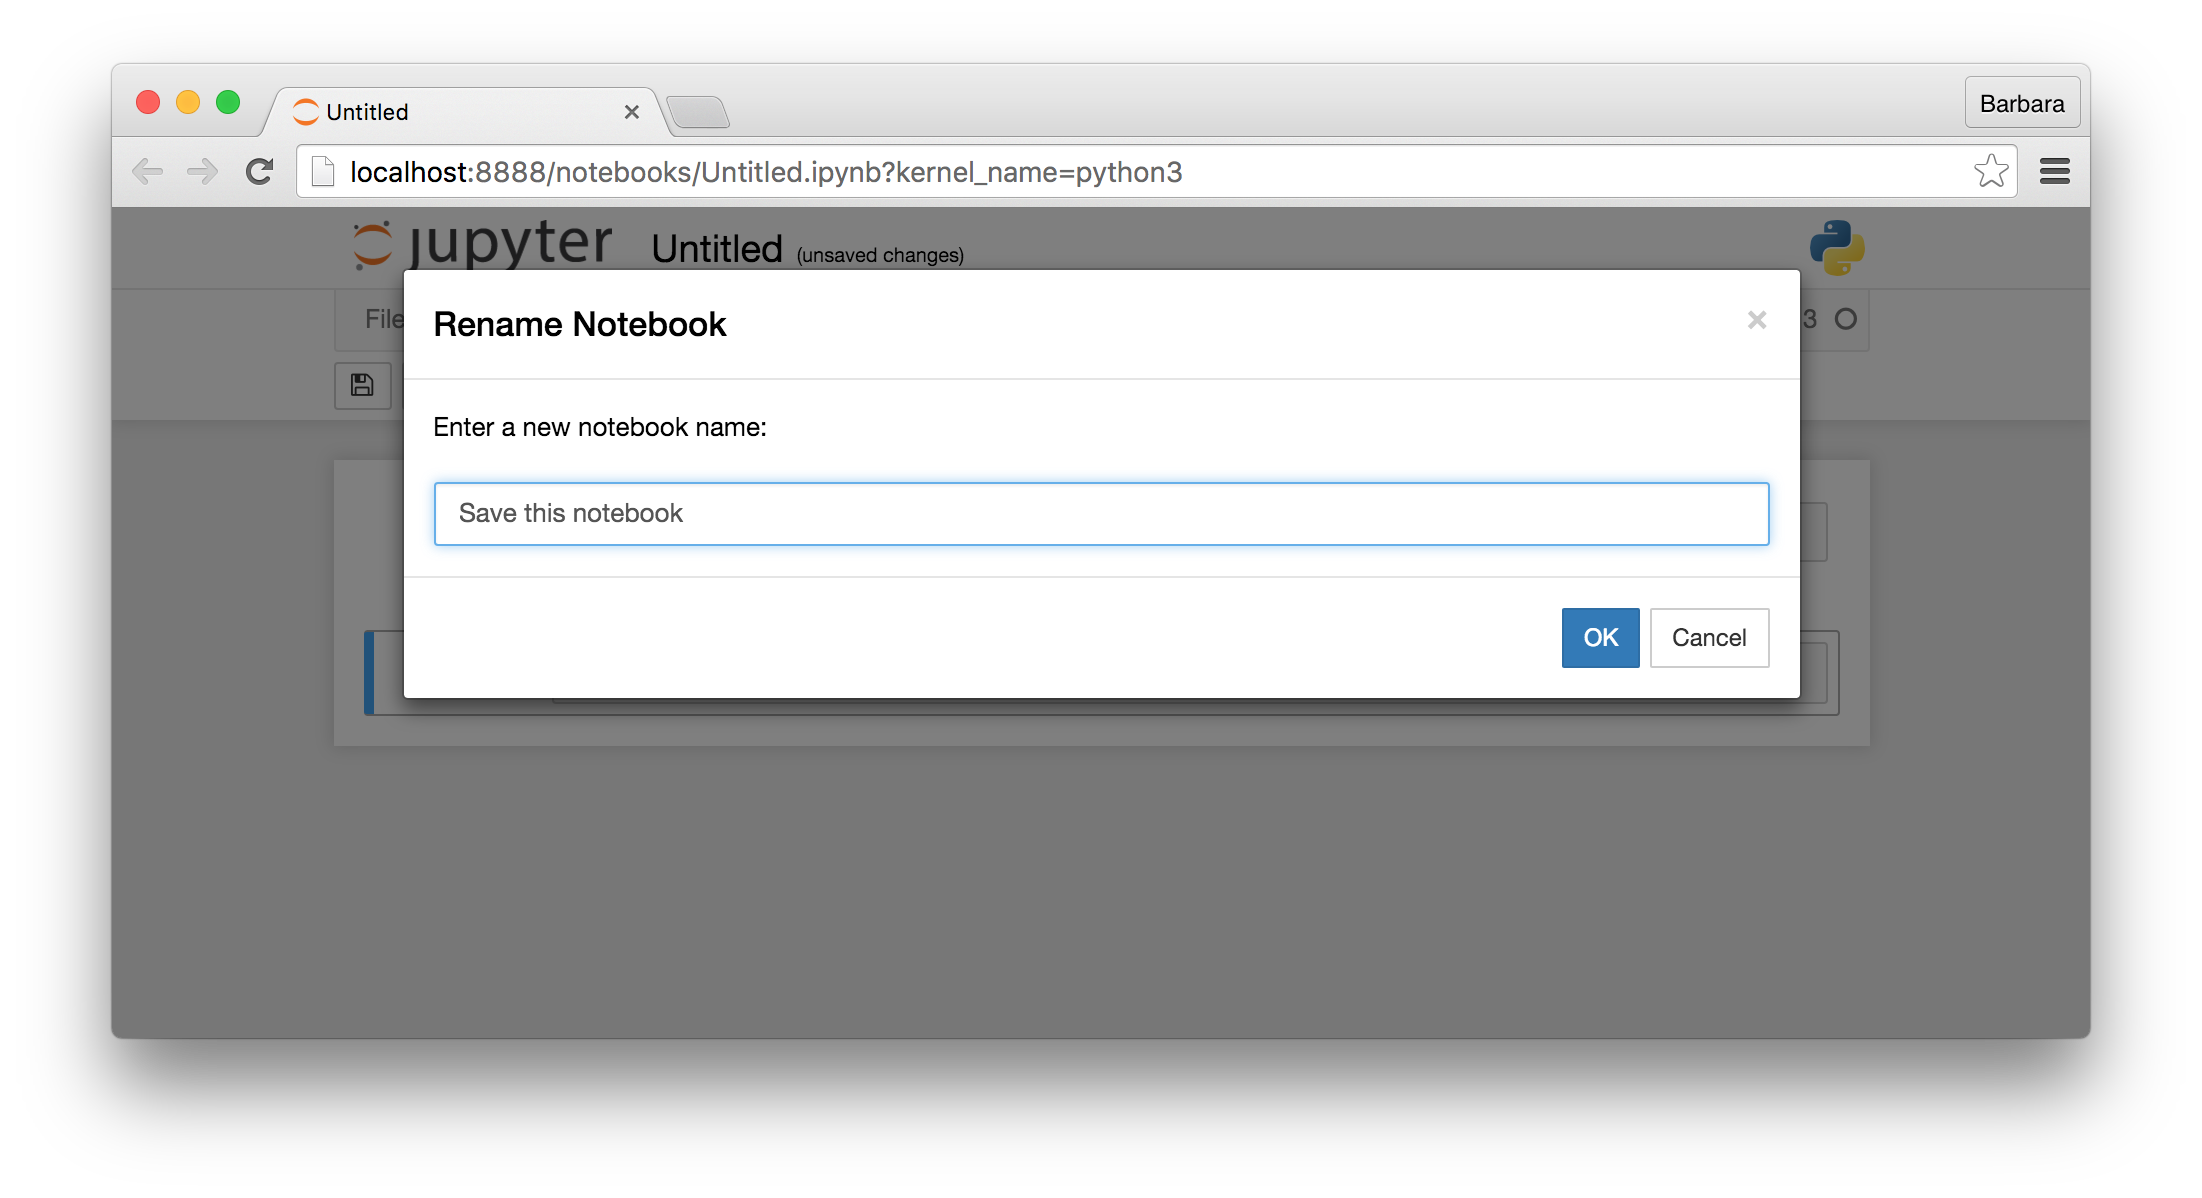 Untitled
Barbara
localhost:8888/notebooks/Untitled.ipynb?kernel_name=python3
jupyter Untitled (unsaved changes)
File
3
Rename Notebook
Enter a new notebook name:
Save this notebook
OK Cancel